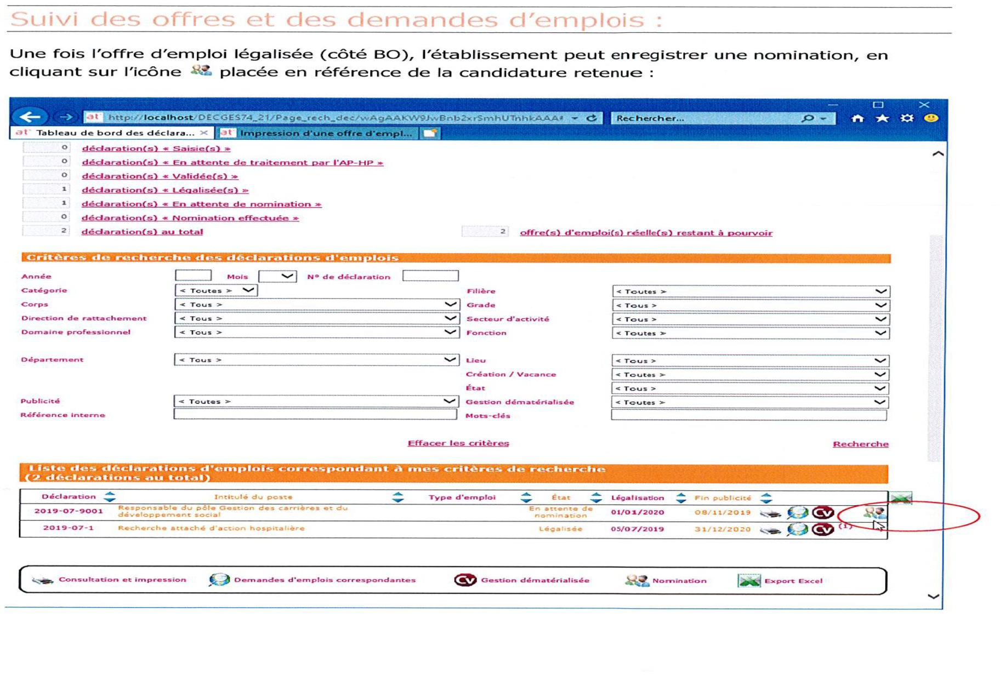 Suivi des offres et des demandes d'emplois :
Une fois l'offre d'emploi légalisée (côté BO), l'établissement peut enregistrer une nomination, en
cliquant sur l'icône placée en référence de la candidature retenue :
http://localhost/DECGES74_21/Page_rech_dec/wAgAAKW9JwBnb2xrSmhUTnhkAAA= Rechercher...
Tableau de bord des déclara... Impression d'une offre d'empl...
0 déclaration(s) « Saisie(s) »
0 déclaration(s) « En attente de traitement par l'AP-HP »
0 déclaration(s) « Validée(s) »
1 déclaration(s) « Légalisée(s) »
1 déclaration(s) « En attente de nomination »
0 déclaration(s) « Nomination effectuée »
2 déclaration(s) au total 2 offre(s) d'emploi(s) réelle(s) restant à pourvoir
Critères de recherche des déclarations d'emplois
Année Mois N° de déclaration
Catégorie < Toutes > Filière < Toutes >
Corps < Tous > Grade < Tous >
Direction de rattachement < Tous > Secteur d'activité < Tous >
Domaine professionnel < Tous > Fonction < Toutes >
Département < Tous > Lieu < Tous >
Création / Vacance < Toutes >
État < Tous >
Publicité < Toutes > Gestion dématérialisée < Toutes >
Référence interne Mots-clés
Effacer les critères Recherche
Liste des déclarations d'emplois correspondant à mes critères de recherche
(2 déclarations au total)
Déclaration Intitulé du poste Type d'emploi État Légalisation Fin publicité
2019-07-9001 Responsable du pôle Gestion des carrières et du développement social En attente de nomination 01/01/2020 08/11/2019 CV
2019-07-1 Recherche attaché d'action hospitalière Légalisée 05/07/2019 31/12/2020 CV (1)
Consultation et impression Demandes d'emplois correspondantes CV Gestion dématérialisée Nomination Export Excel